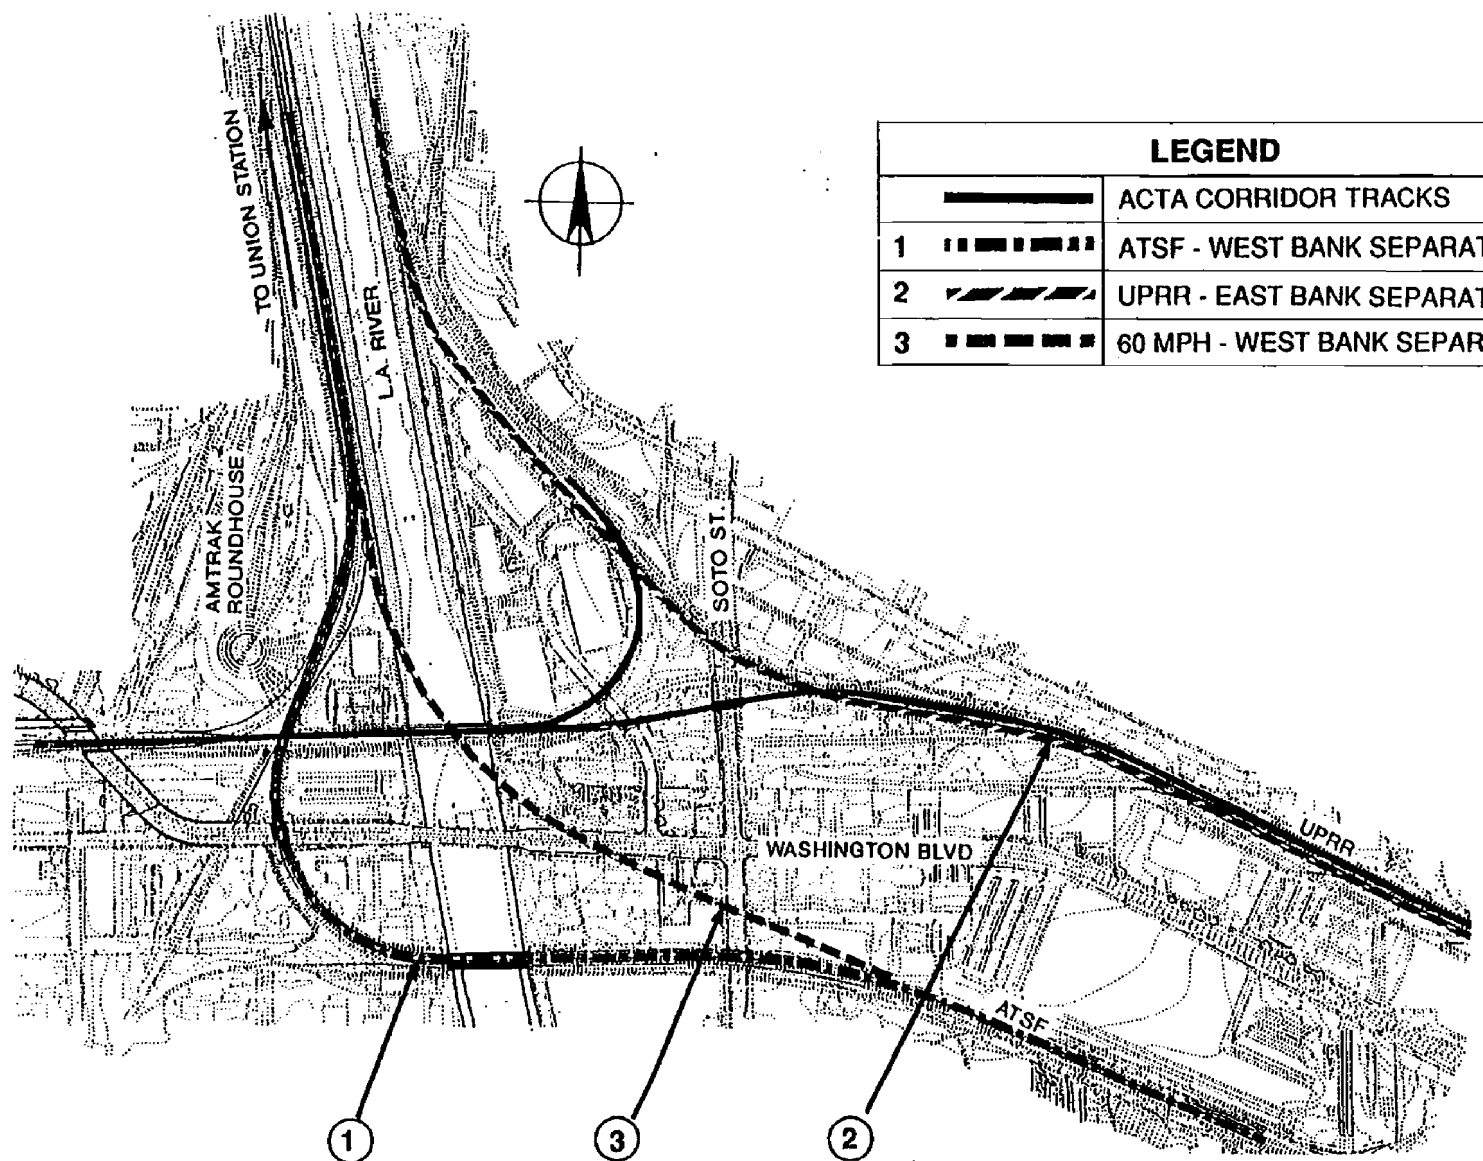 LEGEND
ACTA CORRIDOR TRACKS
1 ATSF - WEST BANK SEPARAT
2 UPRR - EAST BANK SEPARAT
3 60 MPH - WEST BANK SEPAR
TO UNION STATION
L.A. RIVER
AMTRAK
ROUNDHOUSE
SOTO ST.
WASHINGTON BLVD
UPRR
ATSF
1
3
2